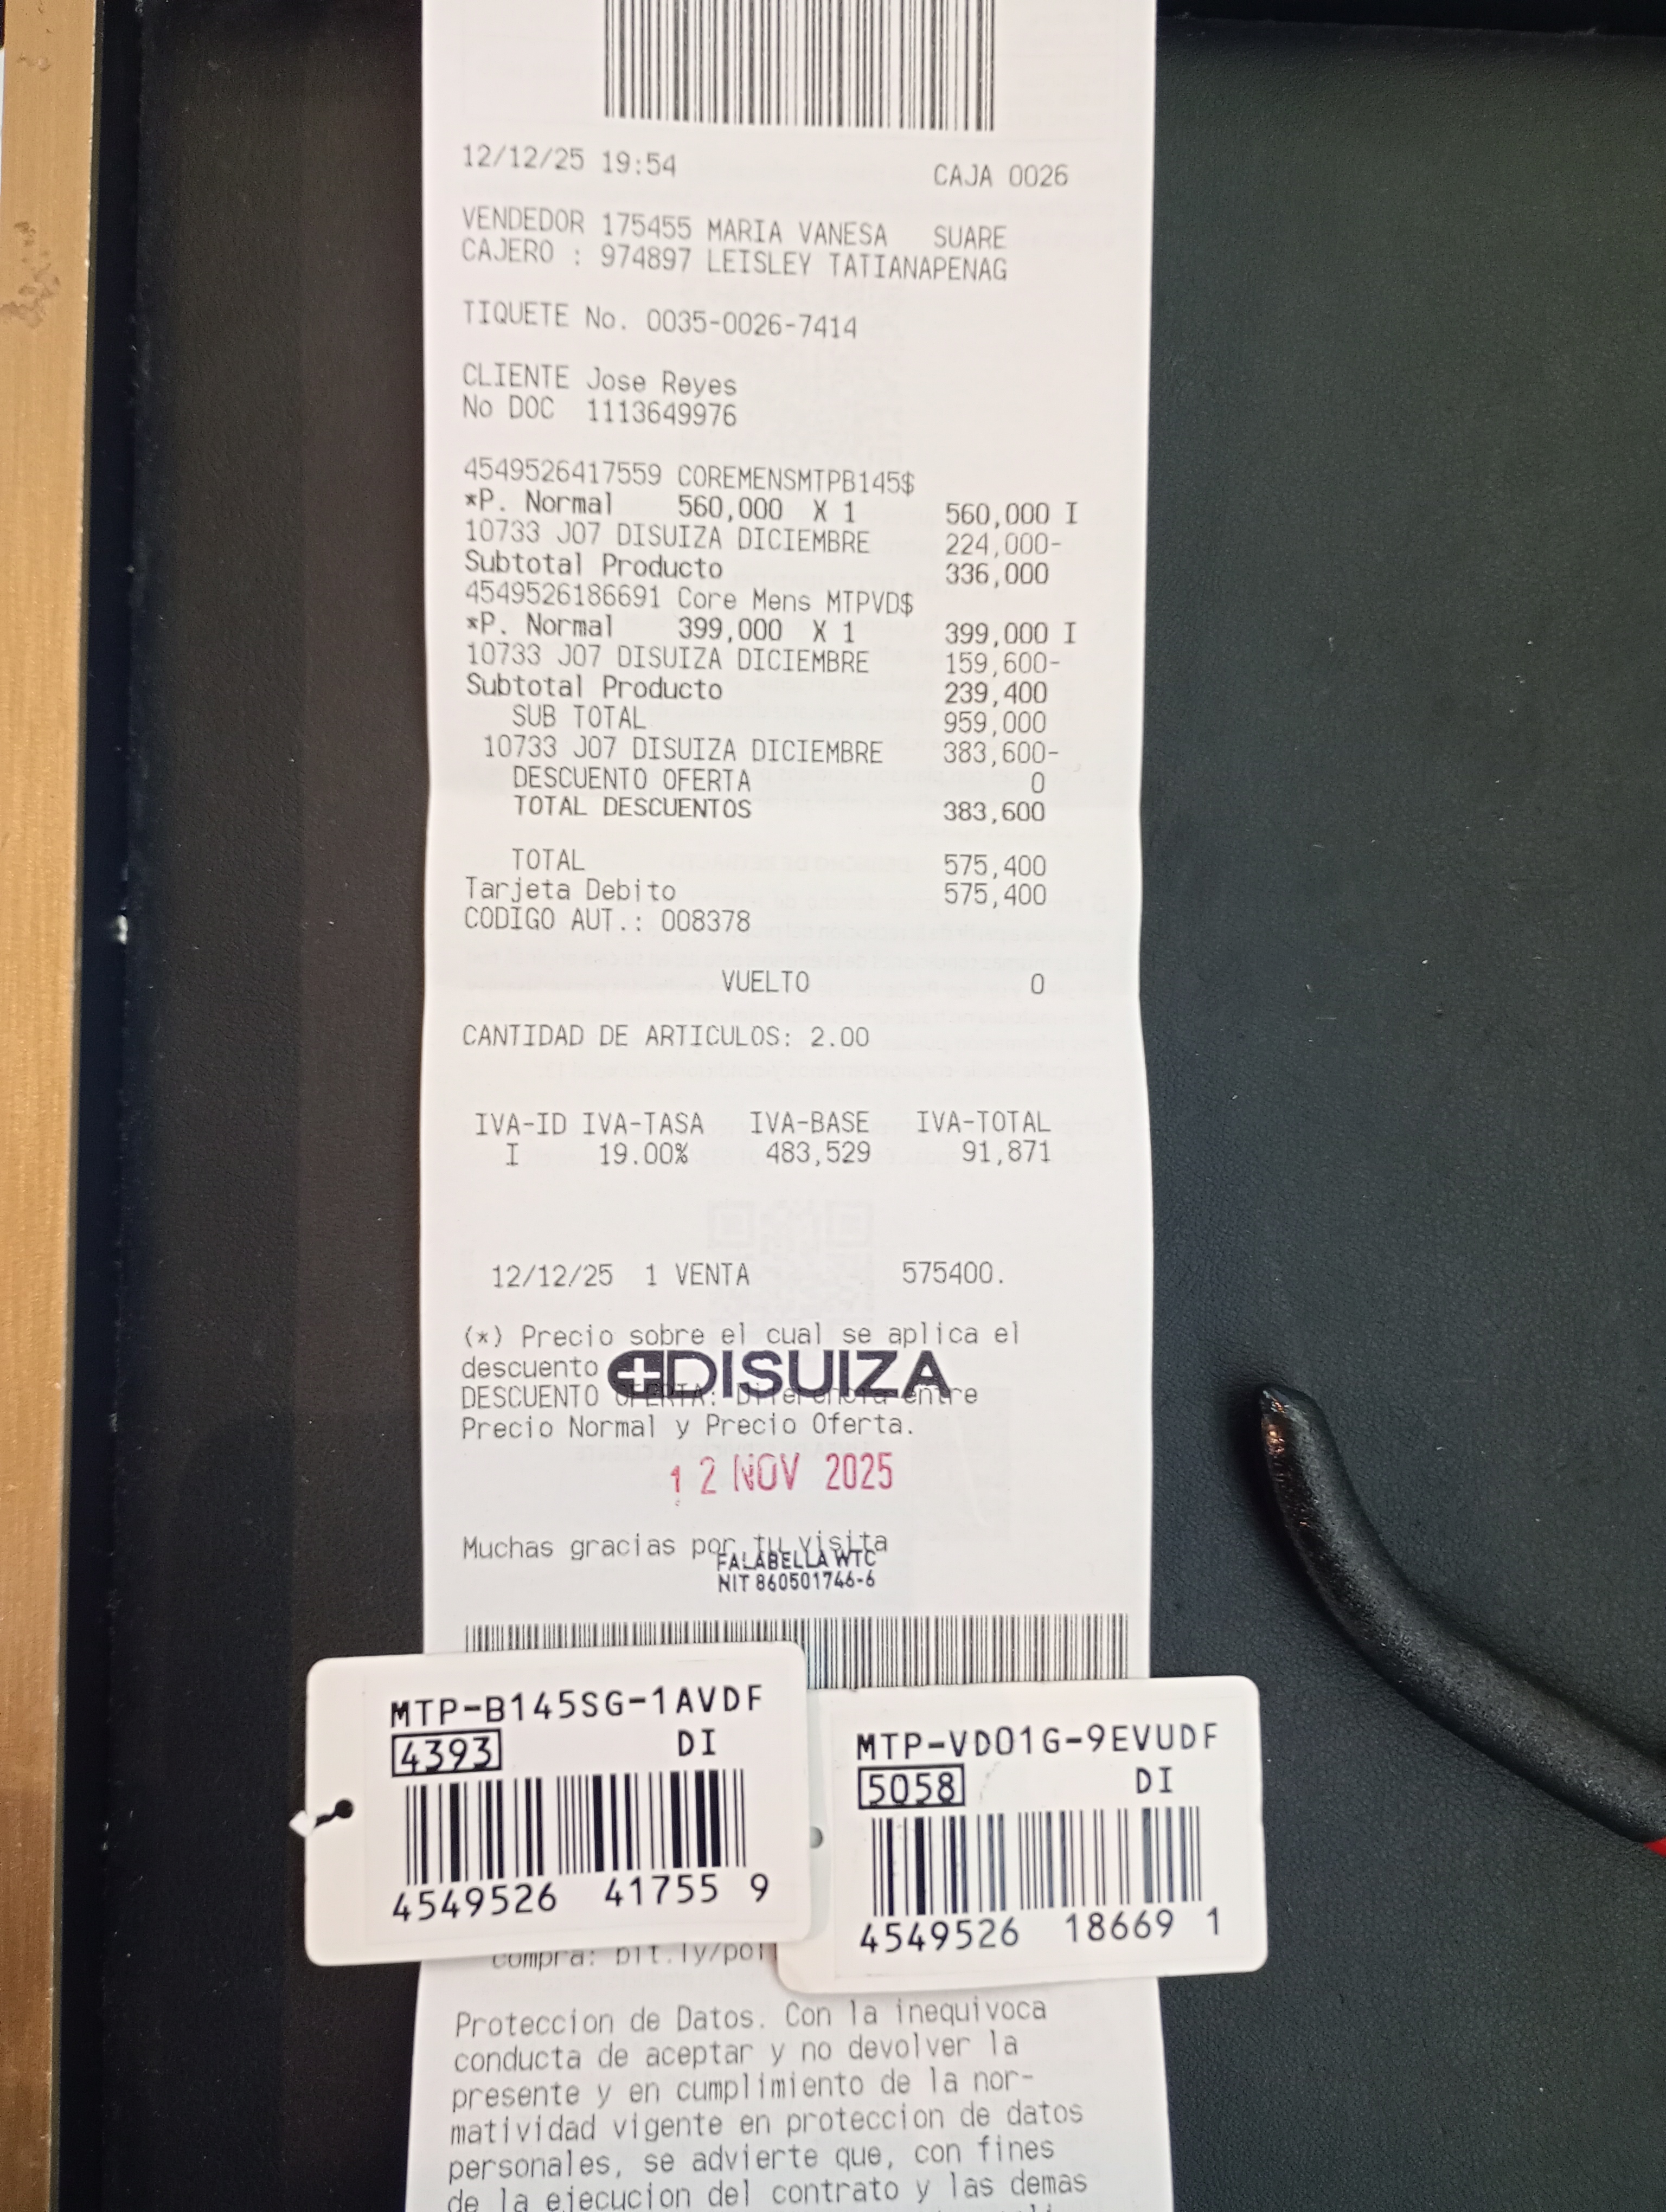 12/12/25 19:54 CAJA 0026
VENDEDOR 175455 MARIA VANESA SUARE
CAJERO : 974897 LEISLEY TATIANAPENAG
TIQUETE No. 0035-0026-7414
CLIENTE Jose Reyes
No DOC 1113649976
4549526417559 COREMENSMTPB145$
*P. Normal 560,000 X 1 560,000 I
10733 J07 DISUIZA DICIEMBRE 224,000-
Subtotal Producto 336,000
4549526186691 Core Mens MTPVD$
*P. Normal 399,000 X 1 399,000 I
10733 J07 DISUIZA DICIEMBRE 159,600-
Subtotal Producto 239,400
SUB TOTAL 959,000
10733 J07 DISUIZA DICIEMBRE 383,600-
DESCUENTO OFERTA 0
TOTAL DESCUENTOS 383,600
TOTAL 575,400
Tarjeta Debito 575,400
CODIGO AUT.: 008378
VUELTO 0
CANTIDAD DE ARTICULOS: 2.00
IVA-ID IVA-TASA IVA-BASE IVA-TOTAL
I 19.00% 483,529 91,871
12/12/25 1 VENTA 575400.
(*) Precio sobre el cual se aplica el
descuento
DISUIZA
DESCUENTO OFERTA: Diferencia entre
Precio Normal y Precio Oferta.
12 NOV 2025
Muchas gracias por tu visita
FALABELLA WTC
NIT 860501746-6
MTP-B145SG-1AVDF
4393 DI
4549526 41755 9
MTP-VD01G-9EVUDF
5058 DI
4549526 18669 1
compra: bit.ly/pol
Proteccion de Datos. Con la inequivoca
conducta de aceptar y no devolver la
presente y en cumplimiento de la nor-
matividad vigente en proteccion de datos
personales, se advierte que, con fines
de la ejecucion del contrato y las demas